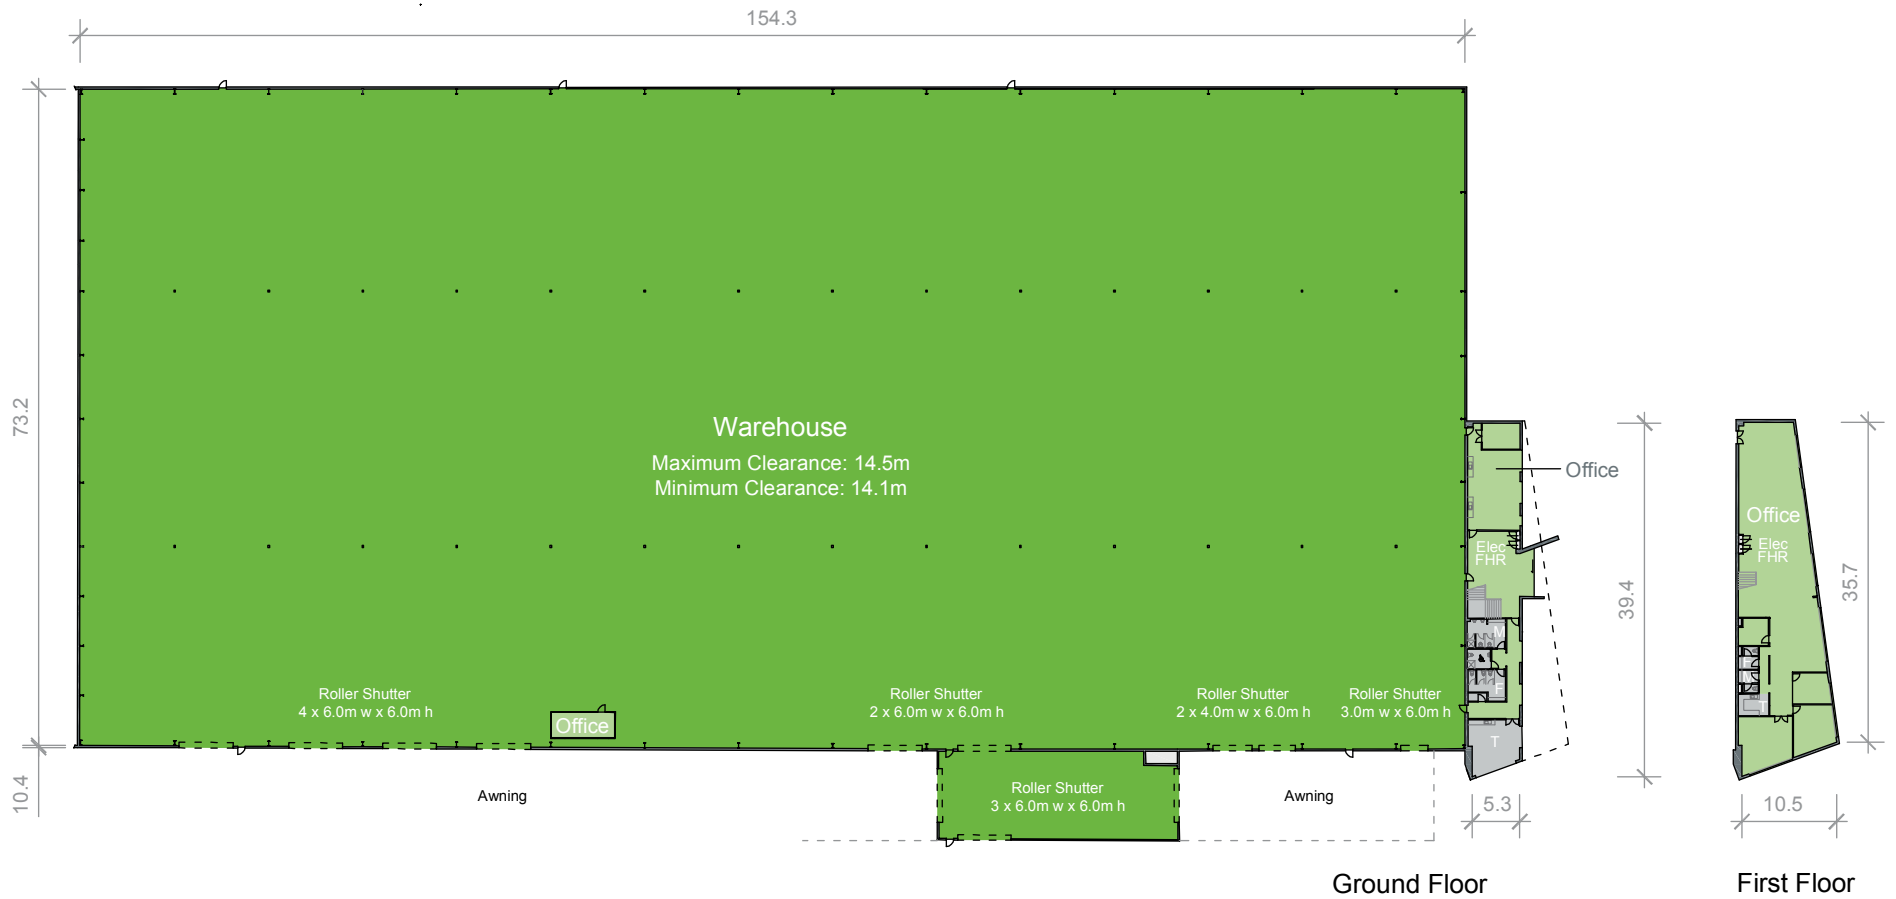 154.3
73.2
Warehouse
Maximum Clearance: 14.5m
Minimum Clearance: 14.1m
Office
Office
Elec
FHR
Elec
FHR
39.4
35.7
M
F
F
M
T
T
Roller Shutter
4 x 6.0m w x 6.0m h
Office
Roller Shutter
2 x 6.0m w x 6.0m h
Roller Shutter
2 x 4.0m w x 6.0m h
Roller Shutter
3.0m w x 6.0m h
10.4
Awning
Roller Shutter
3 x 6.0m w x 6.0m h
Awning
5.3
10.5
Ground Floor
First Floor